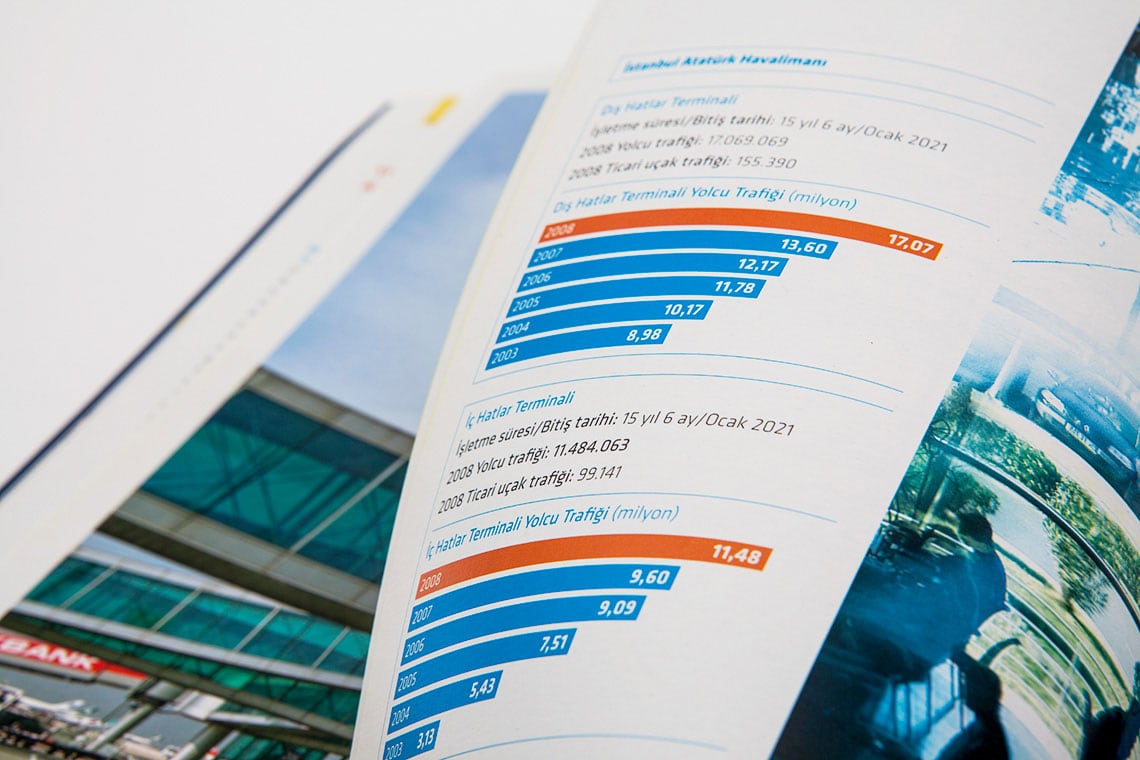 BANK
İstanbul Atatürk Havalimanı
Dış Hatlar Terminali
İşletme süresi/Bitiş tarihi: 15 yıl 6 ay/Ocak 2021
2008 Yolcu trafiği: 17.069.069
2008 Ticari uçak trafiği: 155.390
Dış Hatlar Terminali Yolcu Trafiği (milyon)
2008 17,07
2007 13,60
2006 12,17
2005 11,78
2004 10,17
2003 8,98
İç Hatlar Terminali
İşletme süresi/Bitiş tarihi: 15 yıl 6 ay/Ocak 2021
2008 Yolcu trafiği: 11.484.063
2008 Ticari uçak trafiği: 99.141
İç Hatlar Terminali Yolcu Trafiği (milyon)
2008 11,48
2007 9,60
2006 9,09
2005 7,51
2004 5,43
2003 3,13